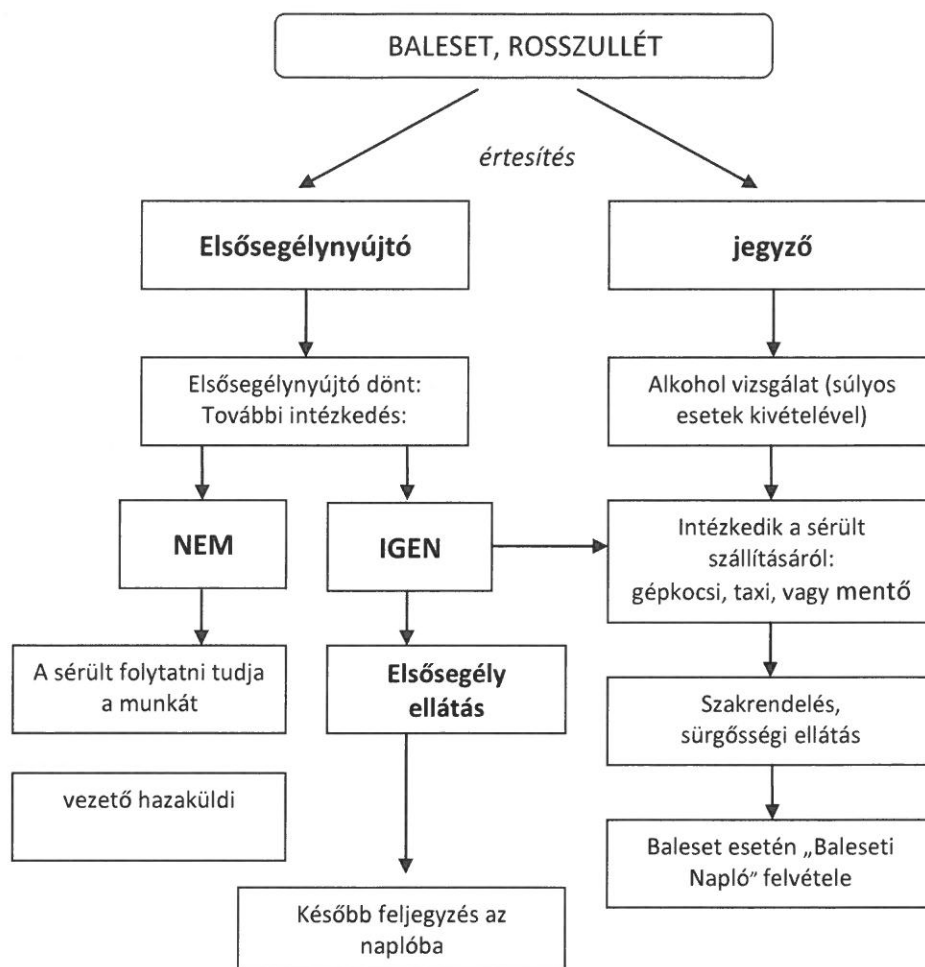 BALESET, ROSSZULLÉT
értesítés
Elsősegélynyújtó
jegyző
Elsősegélynyújtó dönt:
További intézkedés:
Alkohol vizsgálat (súlyos
esetek kivételével)
NEM
IGEN
Intézkedik a sérült
szállításáról:
gépkocsi, taxi, vagy mentő
A sérült folytatni tudja
a munkát
Elsősegély
ellátás
Szakrendelés,
sürgősségi ellátás
vezető hazaküldi
Baleset esetén „Baleseti
Napló” felvétele
Később feljegyzés az
naplóba